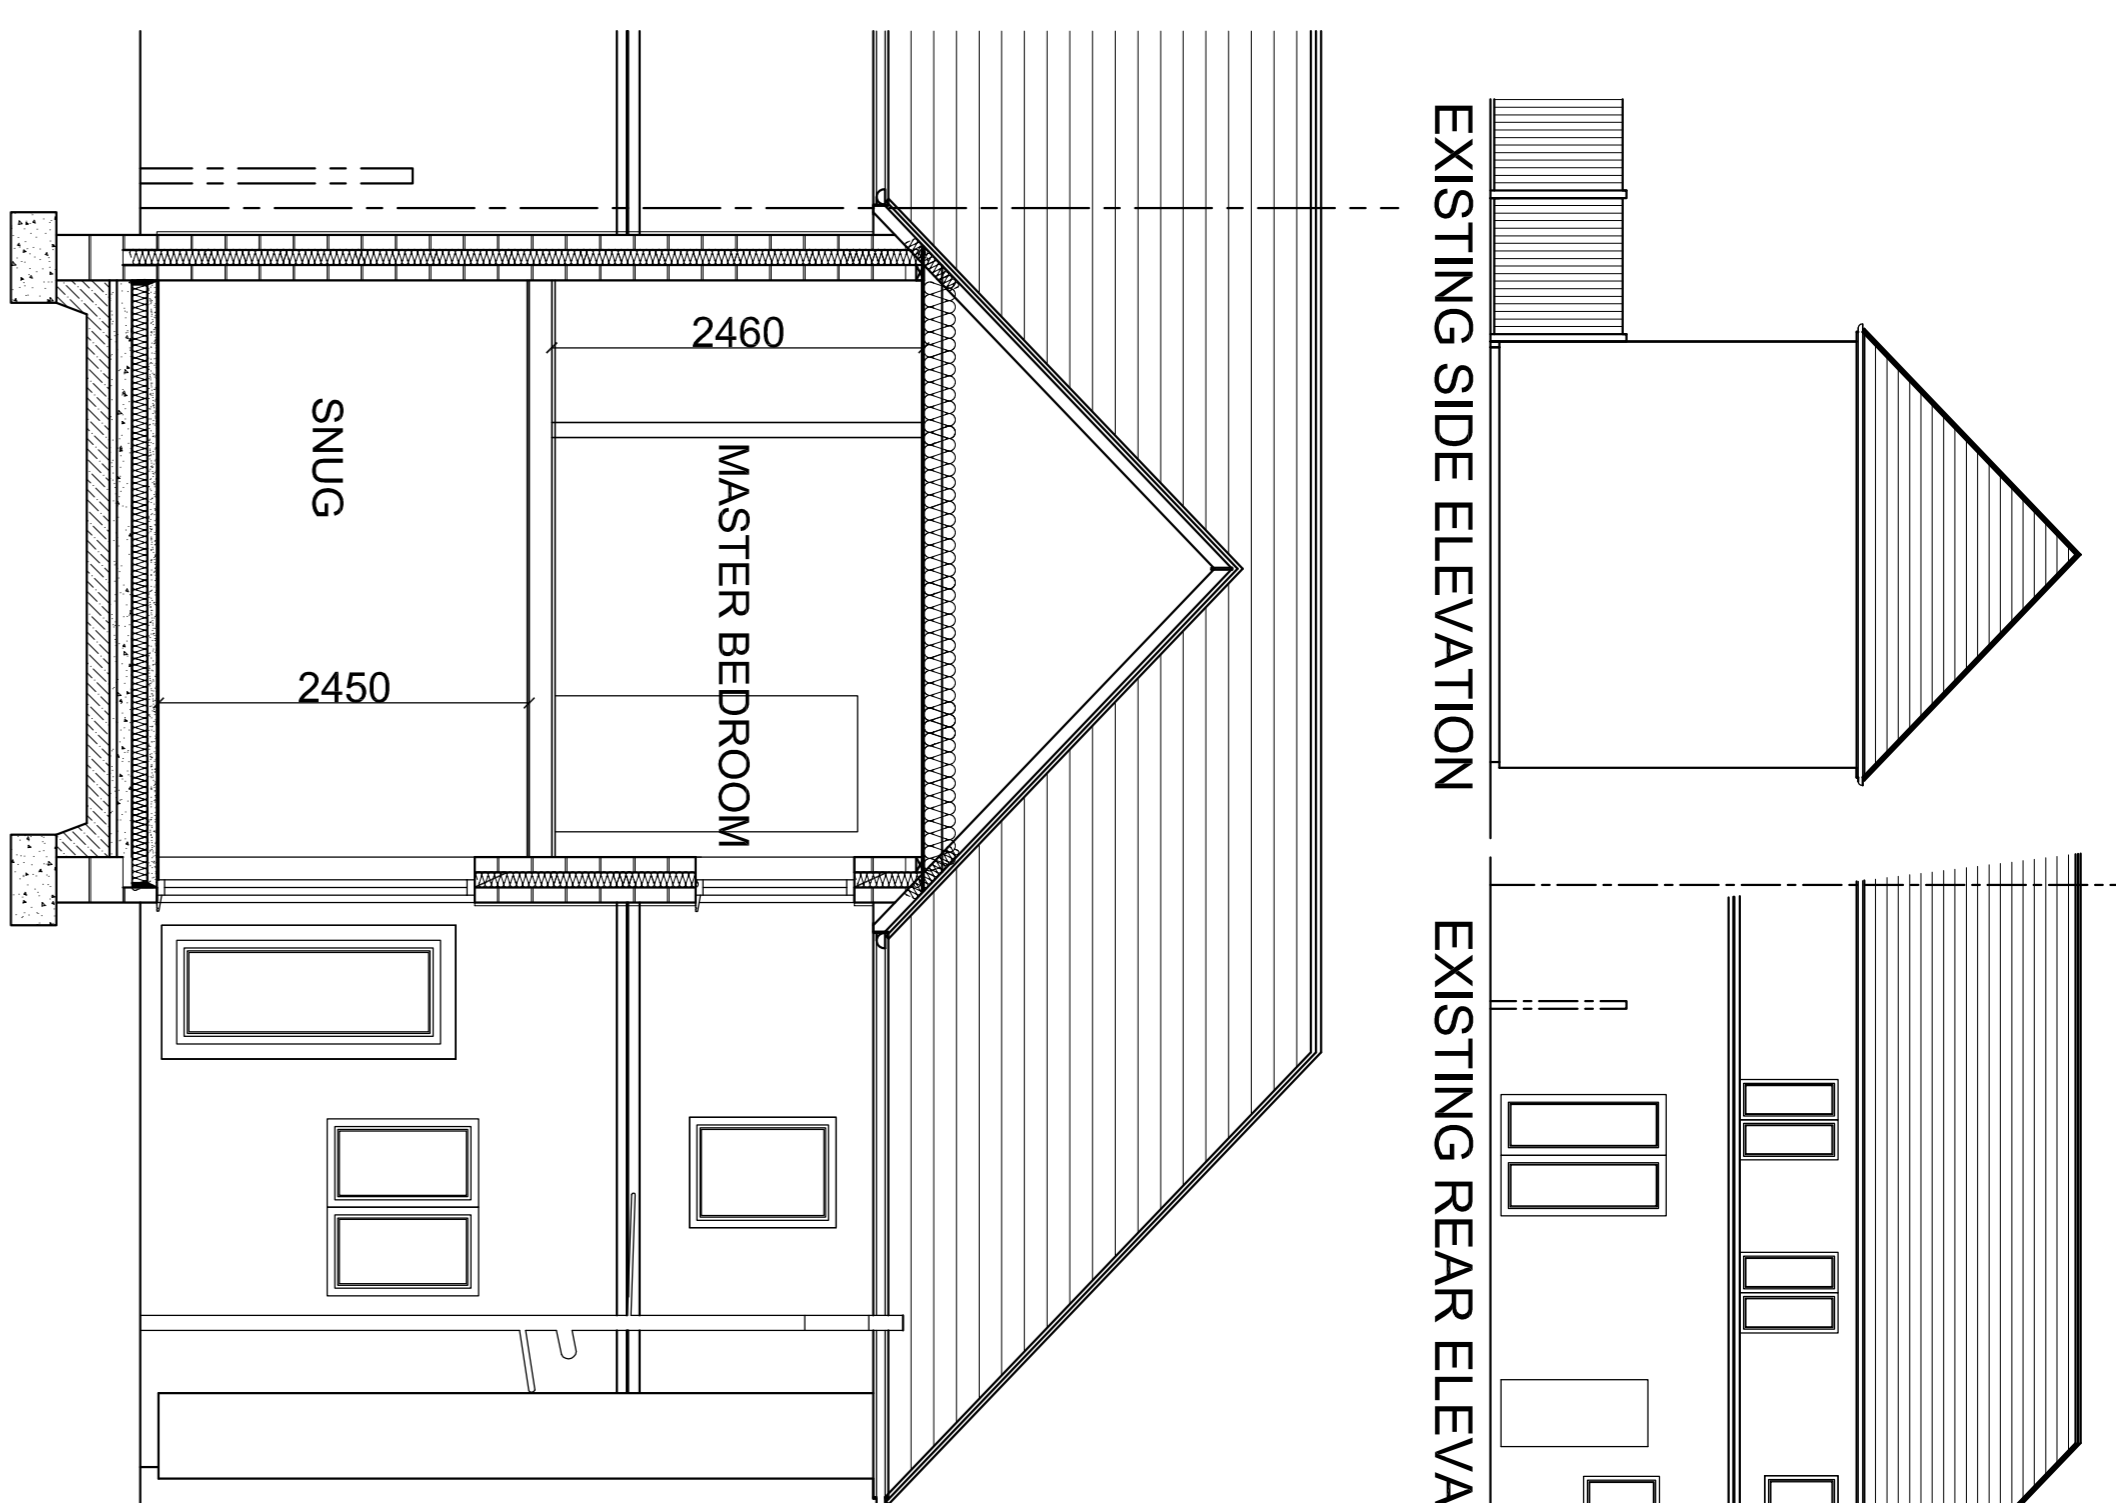 2460
SNUG
MASTER BEDROOM
2450
EXISTING SIDE ELEVATION
EXISTING REAR ELEVA